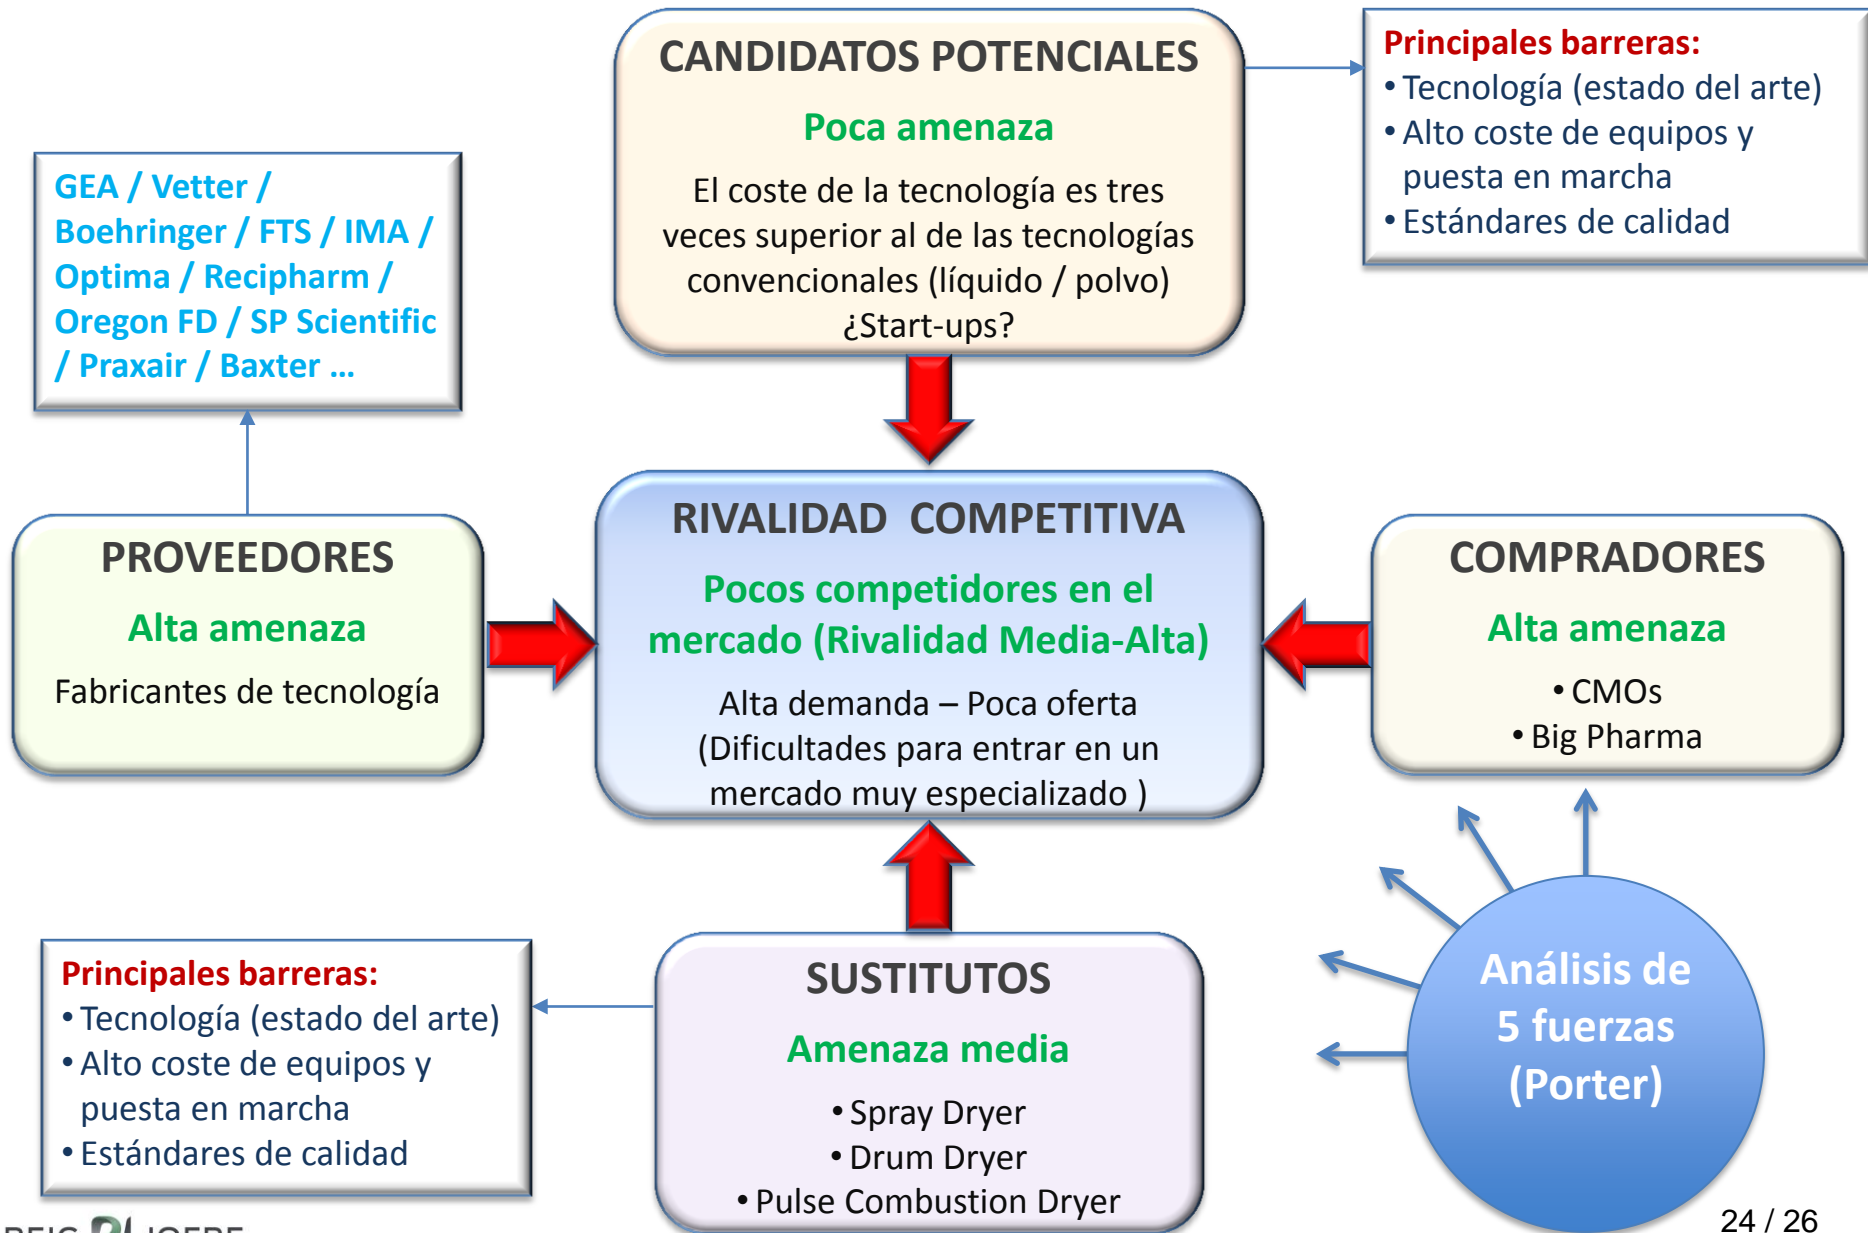 CANDIDATOS POTENCIALES
Poca amenaza
El coste de la tecnología es tres
veces superior al de las tecnologías
convencionales (líquido / polvo)
¿Start-ups?
Principales barreras:
• Tecnología (estado del arte)
• Alto coste de equipos y
puesta en marcha
• Estándares de calidad
GEA / Vetter /
Boehringer / FTS / IMA /
Optima / Recipharm /
Oregon FD / SP Scientific
/ Praxair / Baxter ...
PROVEEDORES
Alta amenaza
Fabricantes de tecnología
RIVALIDAD COMPETITIVA
Pocos competidores en el
mercado (Rivalidad Media-Alta)
Alta demanda – Poca oferta
(Dificultades para entrar en un
mercado muy especializado )
COMPRADORES
Alta amenaza
• CMOs
• Big Pharma
Principales barreras:
• Tecnología (estado del arte)
• Alto coste de equipos y
puesta en marcha
• Estándares de calidad
SUSTITUTOS
Amenaza media
• Spray Dryer
• Drum Dryer
• Pulse Combustion Dryer
Análisis de
5 fuerzas
(Porter)
24 / 26